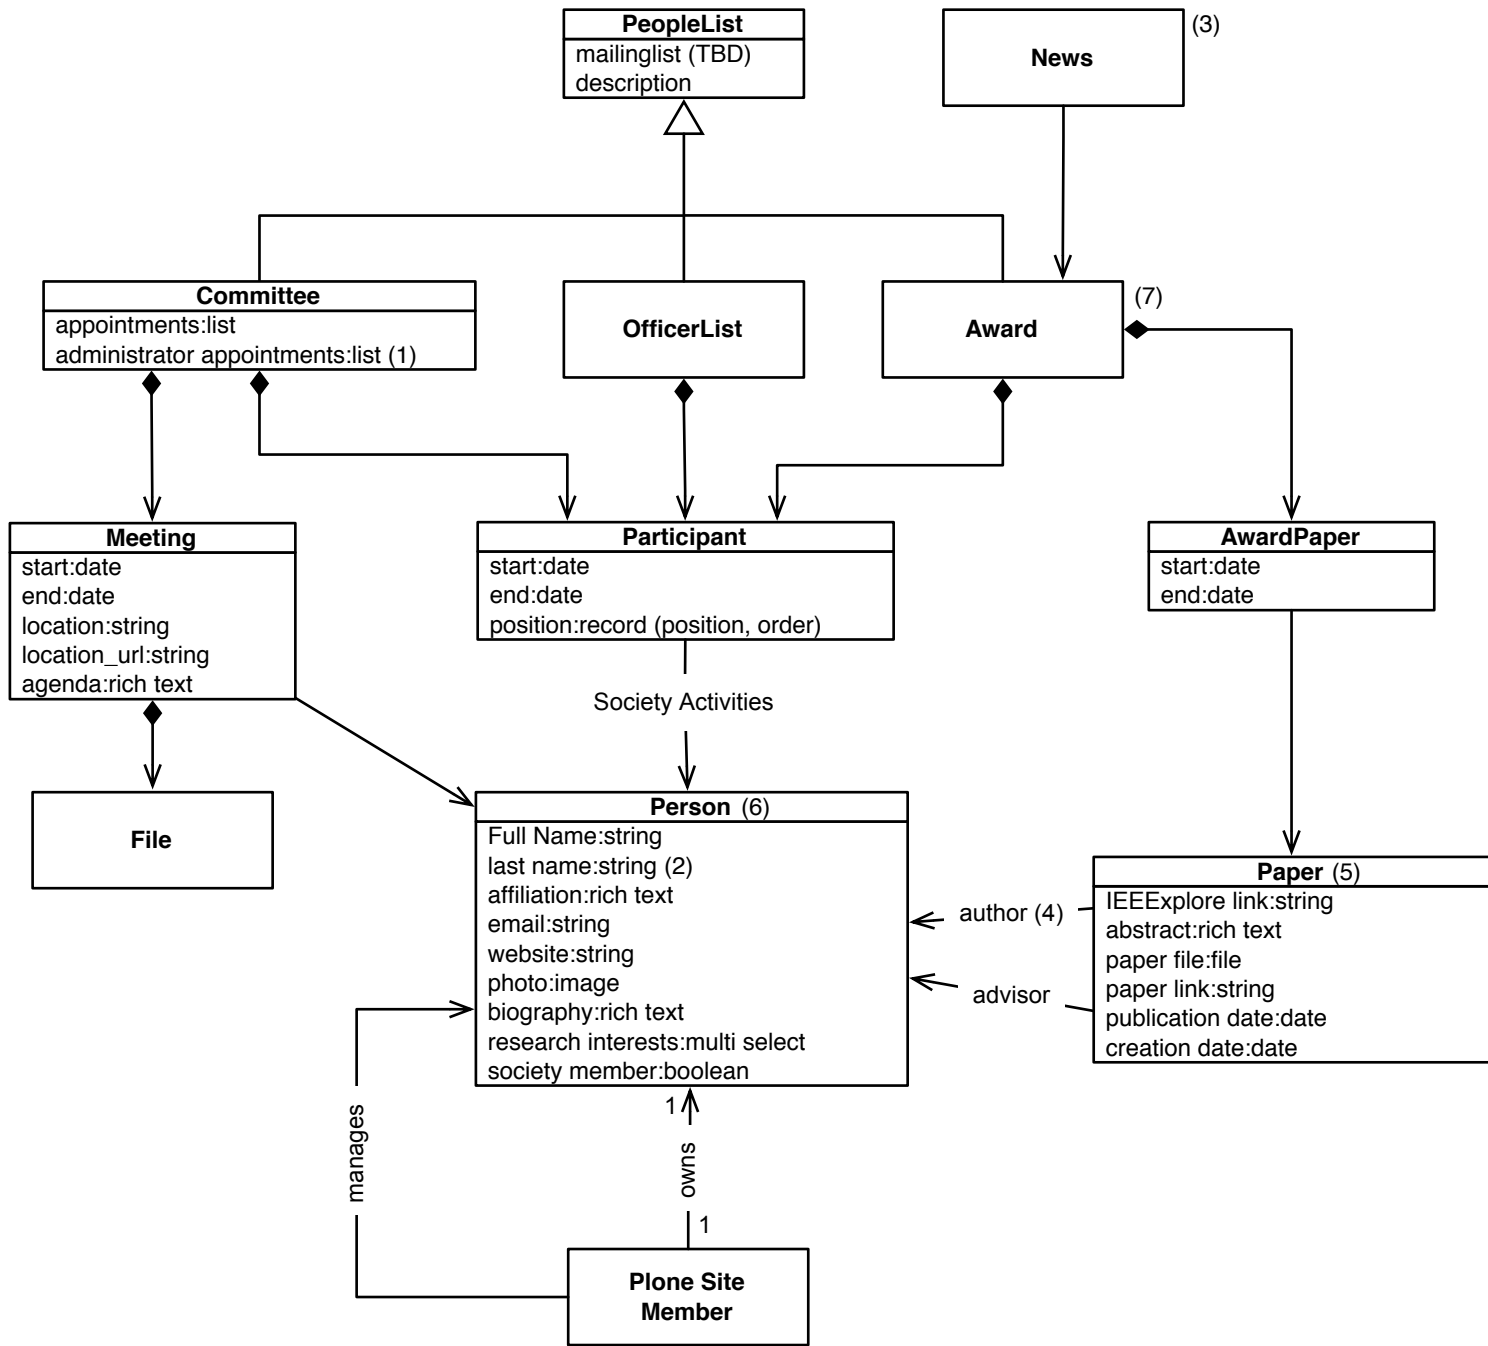 PeopleList
mailinglist (TBD)
description
News
(3)
Committee
appointments:list
administrator appointments:list (1)
OfficerList
Award
(7)
Meeting
start:date
end:date
location:string
location_url:string
agenda:rich text
Participant
start:date
end:date
position:record (position, order)
AwardPaper
start:date
end:date
Society Activities
File
Person (6)
Full Name:string
last name:string (2)
affiliation:rich text
email:string
website:string
photo:image
biography:rich text
research interests:multi select
society member:boolean
author (4)
advisor
Paper (5)
IEEExplore link:string
abstract:rich text
paper file:file
paper link:string
publication date:date
creation date:date
manages
1
owns
1
Plone Site
Member